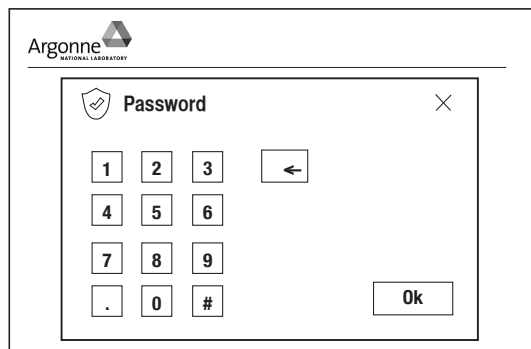 Argonne
NATIONAL LABORATORY
Password
1 2 3 ←
4 5 6
7 8 9
. 0 #
Ok